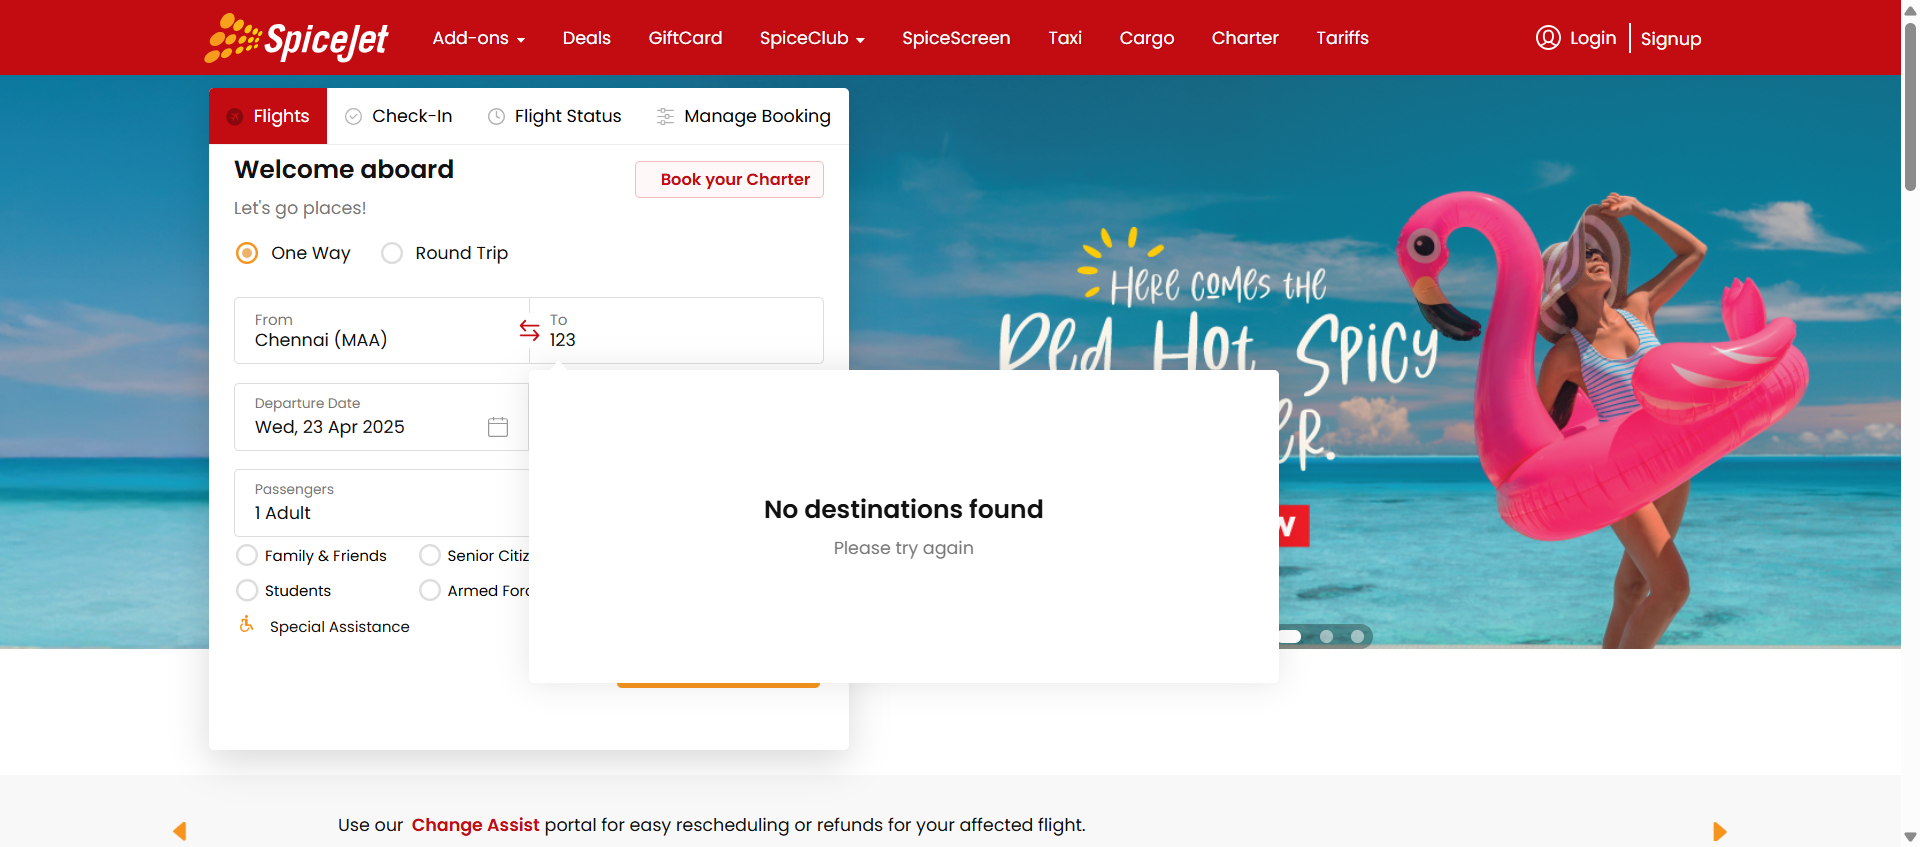 SpiceJet
Add-ons
Deals
GiftCard
SpiceClub
SpiceScreen
Taxi
Cargo
Charter
Tariffs
Login
Signup
Flights
Check-In
Flight Status
Manage Booking
Welcome aboard
Book your Charter
Let's go places!
One Way
Round Trip
From
Chennai (MAA)
To
123
Departure Date
Wed, 23 Apr 2025
Passengers
1 Adult
Family & Friends
Senior Citiz
Students
Armed Forc
Special Assistance
No destinations found
Please try again
HERE COMES THE
RED HOT SPICY
ER.
W
Use our Change Assist portal for easy rescheduling or refunds for your affected flight.